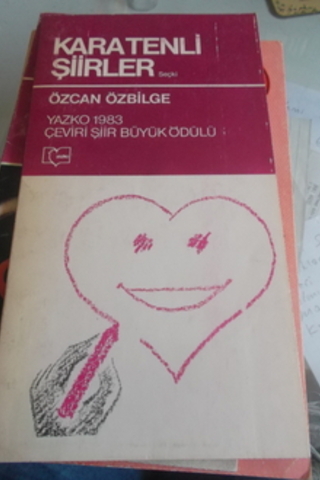 KARATENLİ
ŞİİRLER Seçki
ÖZCAN ÖZBİLGE
YAZKO 1983
ÇEVİRİ ŞİİR BÜYÜK ÖDÜLÜ